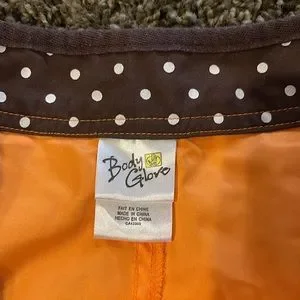 Body
Glove
FAIT EN CHINE
MADE IN CHINA
HECHO EN CHINA